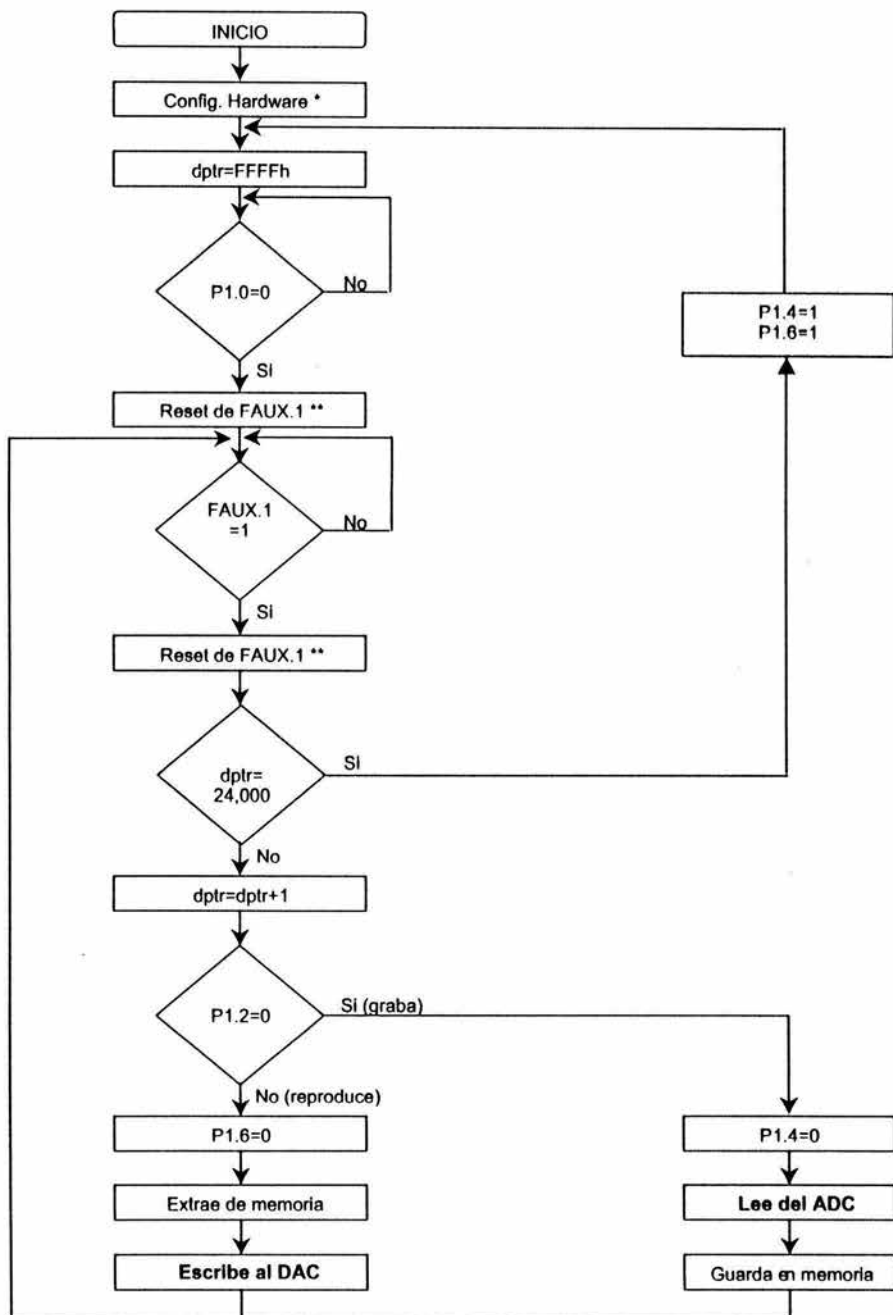 INICIO
Config. Hardware *
dptr=FFFFh
P1.0=0
No
Si
P1.4=1
P1.6=1
Reset de FAUX.1 **
FAUX.1
=1
No
Si
Reset de FAUX.1 **
dptr=
24,000
Si
No
dptr=dptr+1
P1.2=0
Si (graba)
No (reproduce)
P1.6=0
P1.4=0
Extrae de memoria
Lee del ADC
Escribe al DAC
Guarda en memoria